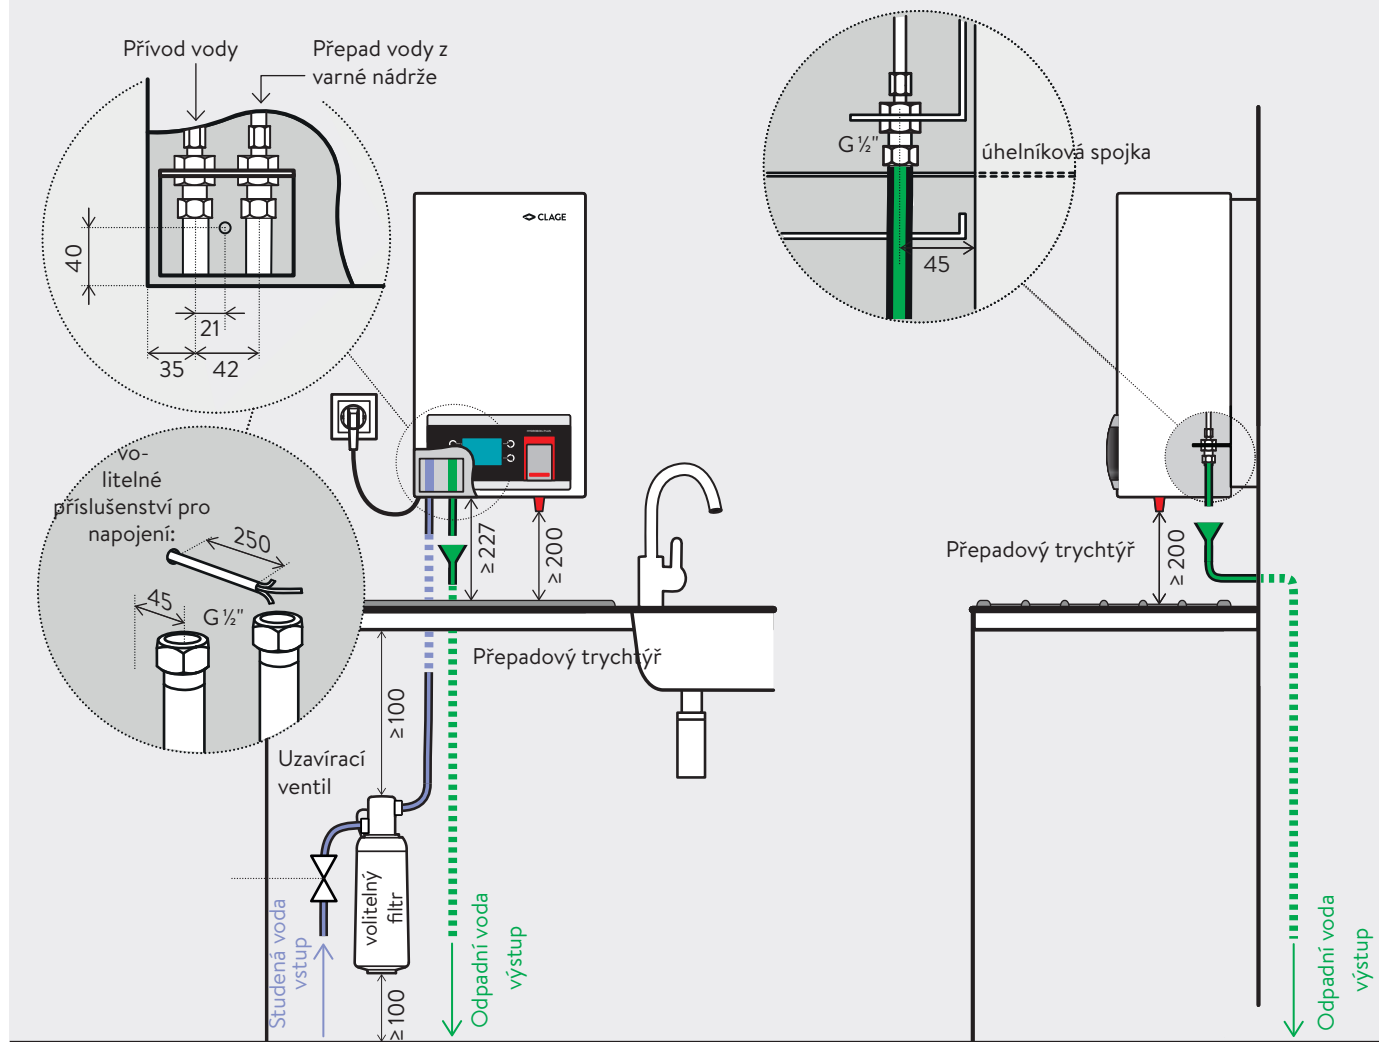 Přívod vody
Přepad vody z
varné nádrže
40
21
35
42
G ½"
úhelníková spojka
45
CLAGE
vo-
litelné
příslušenství pro
napojení:
250
45
G ½"
≥ 227
≥ 200
Přepadový trychtýř
≥ 200
Přepadový trychtýř
≥ 100
Uzavírací
ventil
volitelný
filtr
≥ 100
Studená voda
vstup
Odpadní voda
výstup
Odpadní voda
výstup